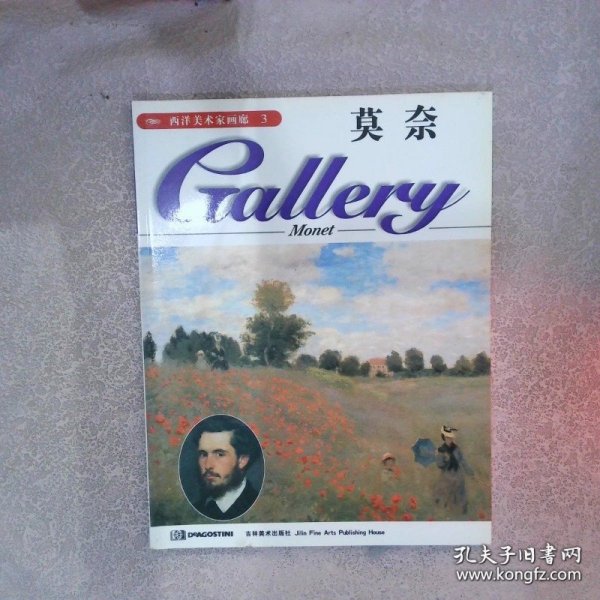 西洋美术家画廊 3
莫奈
Gallery
Monet
DeAGOSTINI 吉林美术出版社 Jilin Fine Arts Publishing House
孔夫子旧书网
www.kongfz.com